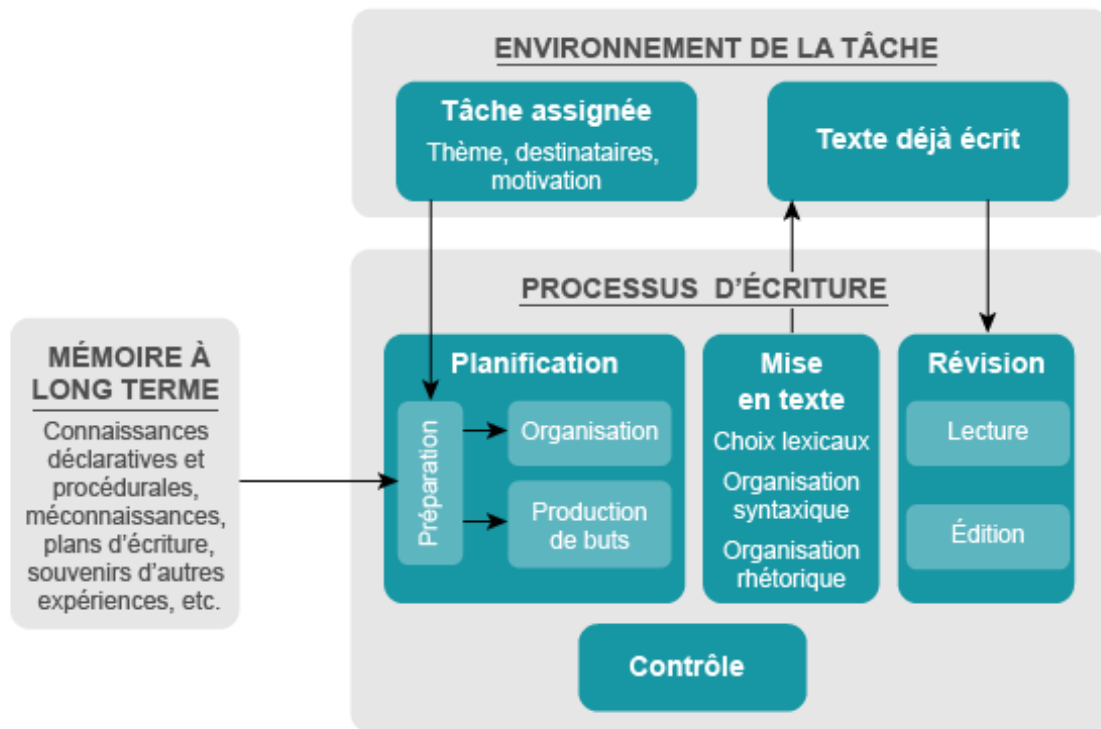 ENVIRONNEMENT DE LA TÂCHE
Tâche assignée
Thème, destinataires,
motivation
Texte déjà écrit
PROCESSUS D’ÉCRITURE
MÉMOIRE À
LONG TERME
Connaissances
déclaratives et
procédurales,
méconnaissances,
plans d’écriture,
souvenirs d’autres
expériences, etc.
Planification
Préparation
Organisation
Production
de buts
Mise
en texte
Choix lexicaux
Organisation
syntaxique
Organisation
rhétorique
Révision
Lecture
Édition
Contrôle